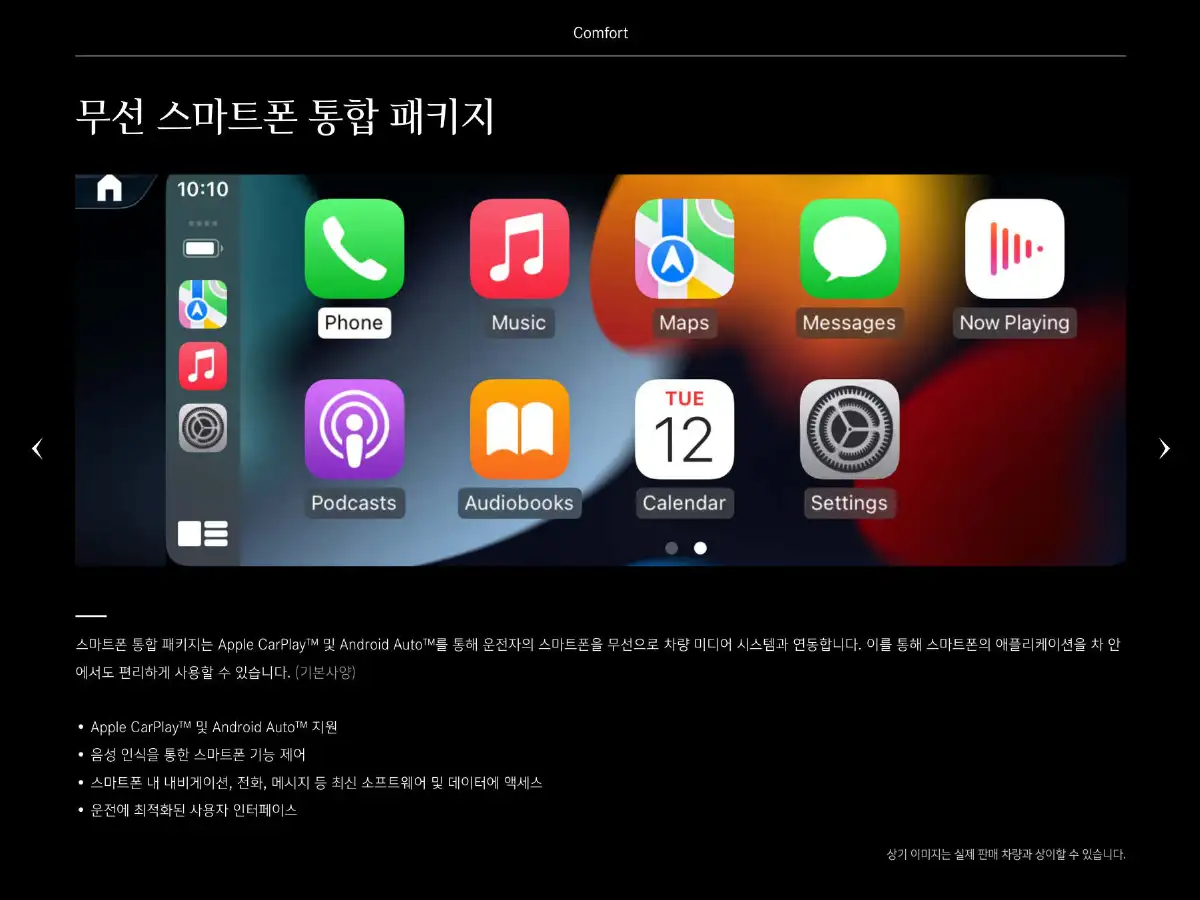 Comfort
무선 스마트폰 통합 패키지
10:10
Phone
Music
Maps
Messages
Now Playing
Podcasts
Audiobooks
TUE
12
Calendar
Settings
스마트폰 통합 패키지는 Apple CarPlay™ 및 Android Auto™를 통해 운전자의 스마트폰을 무선으로 차량 미디어 시스템과 연동합니다. 이를 통해 스마트폰의 애플리케이션을 차 안
에서도 편리하게 사용할 수 있습니다. (기본사양)
• Apple CarPlay™ 및 Android Auto™ 지원
• 음성 인식을 통한 스마트폰 기능 제어
• 스마트폰 내 내비게이션, 전화, 메시지 등 최신 소프트웨어 및 데이터에 액세스
• 운전에 최적화된 사용자 인터페이스
상기 이미지는 실제 판매 차량과 상이할 수 있습니다.